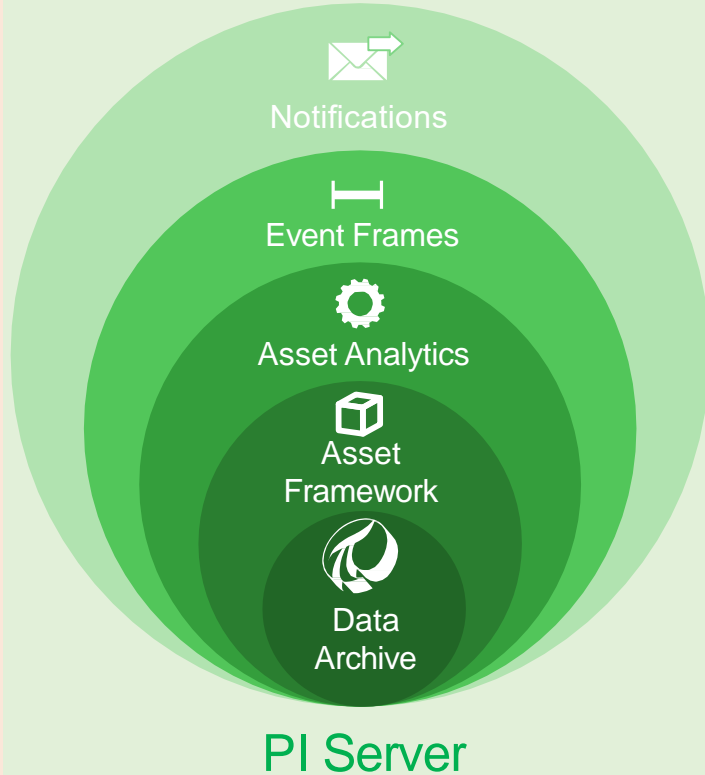 Notifications
Event Frames
Asset Analytics
Asset
Framework
Data
Archive
PI Server